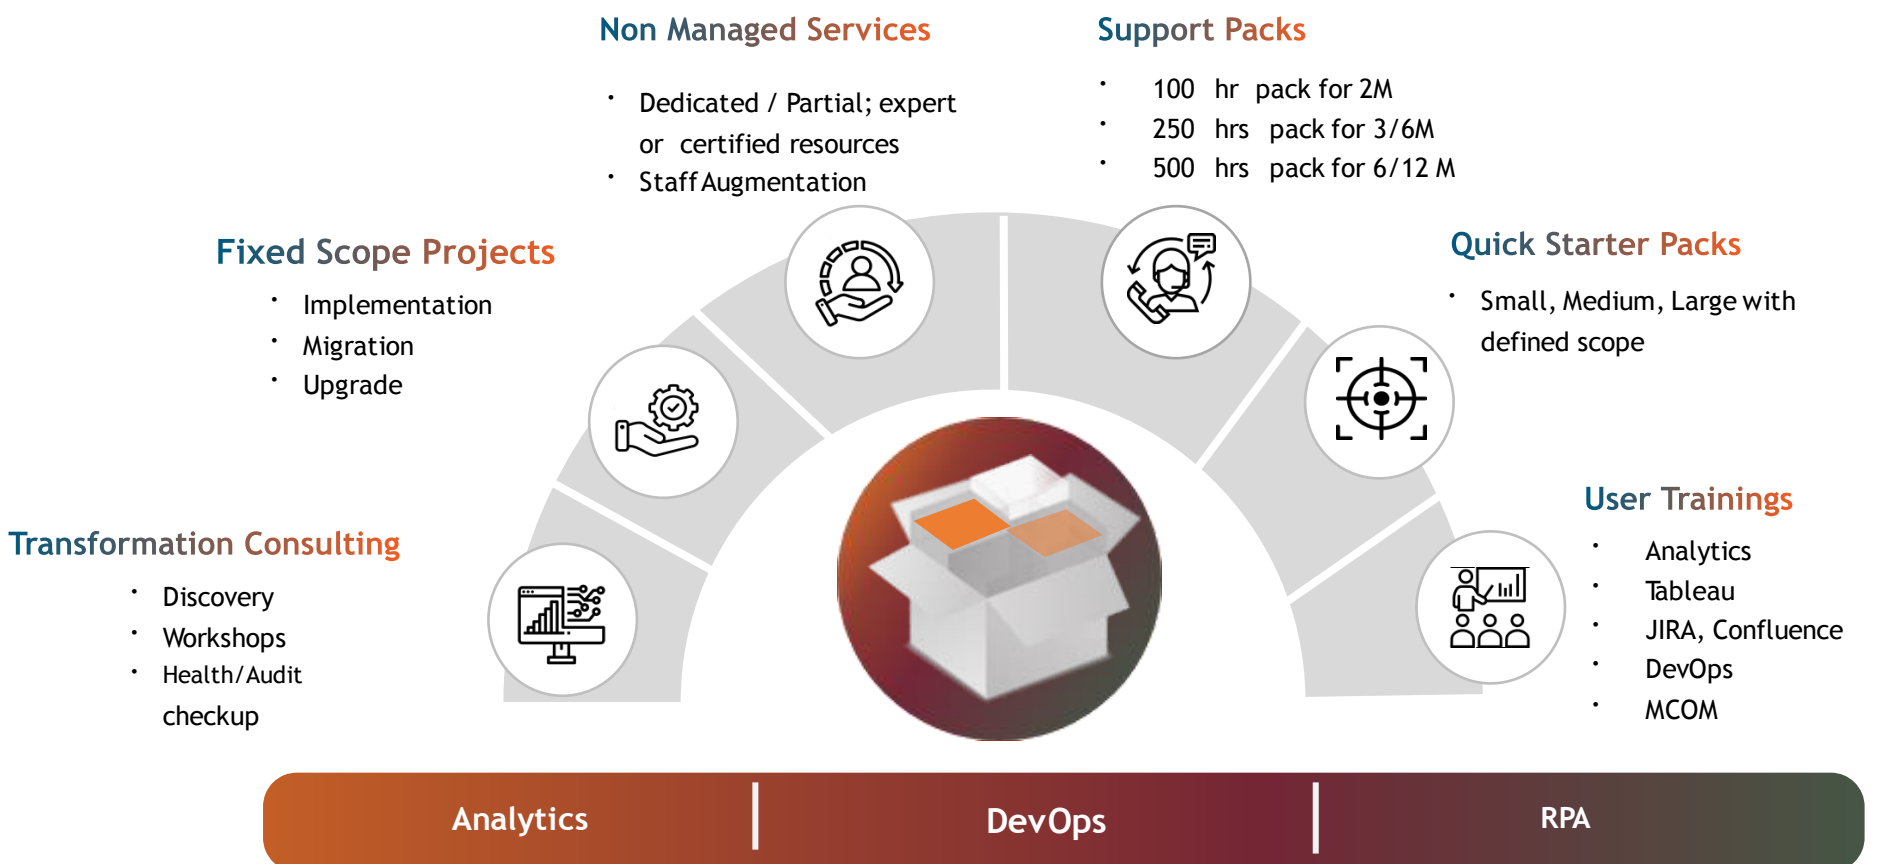 Non Managed Services
Dedicated / Partial; expert
or certified resources
Staff Augmentation
Support Packs
100 hr pack for 2M
250 hrs pack for 3/6M
500 hrs pack for 6/12 M
Fixed Scope Projects
Implementation
Migration
Upgrade
Quick Starter Packs
Small, Medium, Large with
defined scope
Transformation Consulting
Discovery
Workshops
Health/Audit
checkup
User Trainings
Analytics
Tableau
JIRA, Confluence
DevOps
MCOM
Analytics
DevOps
RPA